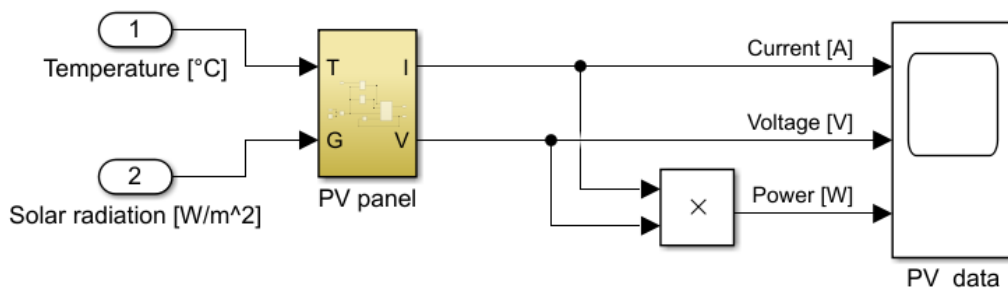 1
Temperature [°C]
2
Solar radiation [W/m^2]
T
I
G
V
PV panel
Current [A]
Voltage [V]
×
Power [W]
PV data